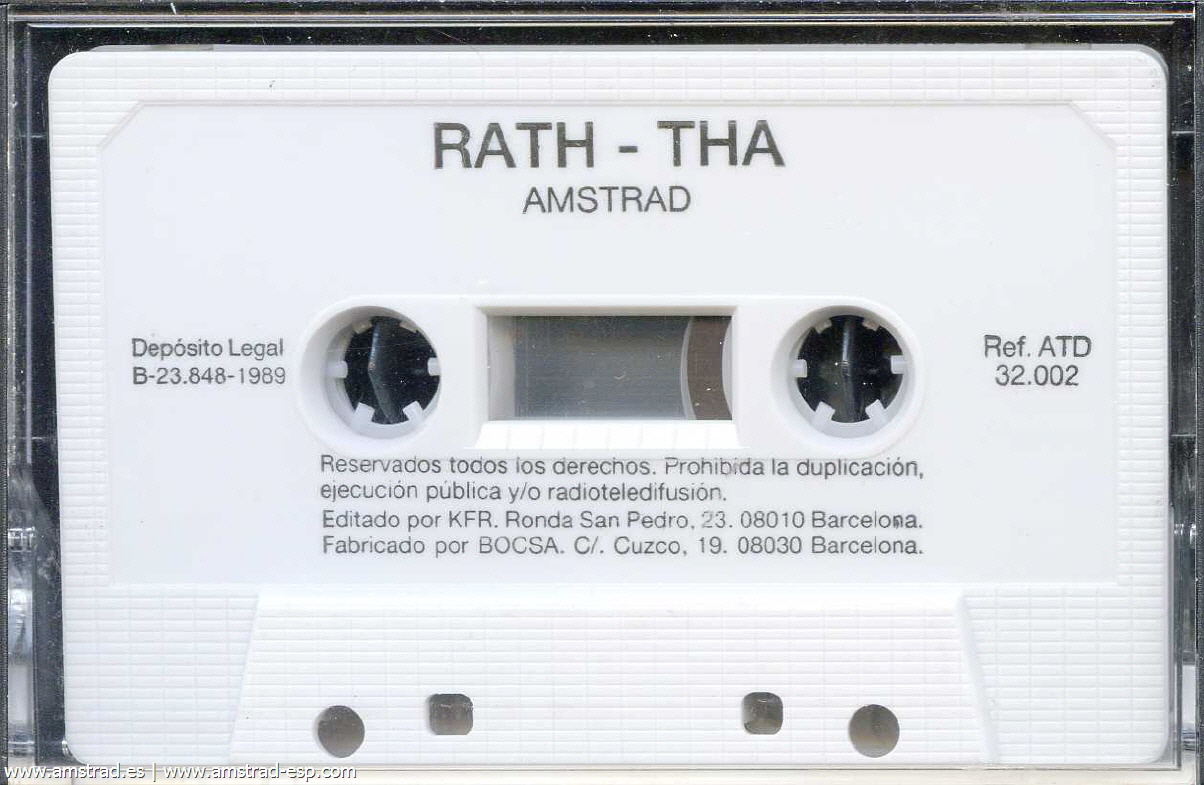 RATH - THA
AMSTRAD
Depósito Legal
B-23.848-1989
Ref. ATD
32.002
Reservados todos los derechos. Prohibida la duplicación,
ejecución pública y/o radioteledifusión.
Editado por KFR. Ronda San Pedro, 23. 08010 Barcelona.
Fabricado por BOCSA. C/. Cuzco, 19. 08030 Barcelona.
www.amstrad.es | www.amstrad-esp.com